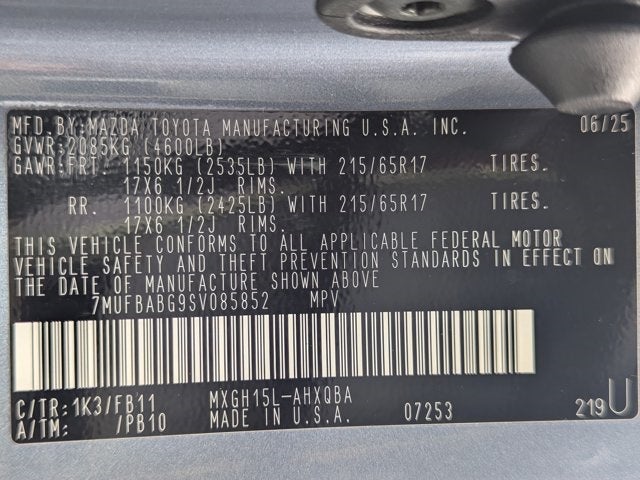 MFD.BY:MAZDA TOYOTA MANUFACTURING U.S.A. INC. 06/25
GVWR:2085KG (4600LB)
GAWR:FRT. 1150KG (2535LB) WITH 215/65R17 TIRES.
17X6 1/2J RIMS.
RR. 1100KG (2425LB) WITH 215/65R17 TIRES.
17X6 1/2J RIMS.
THIS VEHICLE CONFORMS TO ALL APPLICABLE FEDERAL MOTOR
VEHICLE SAFETY AND THEFT PREVENTION STANDARDS IN EFFECT ON
THE DATE OF MANUFACTURE SHOWN ABOVE
7MUFBABG9SV085852 MPV
C/TR:1K3/FB11 MXGH15L-AHXQBA
A/TM: /PB10 MADE IN U.S.A. 07253 219U